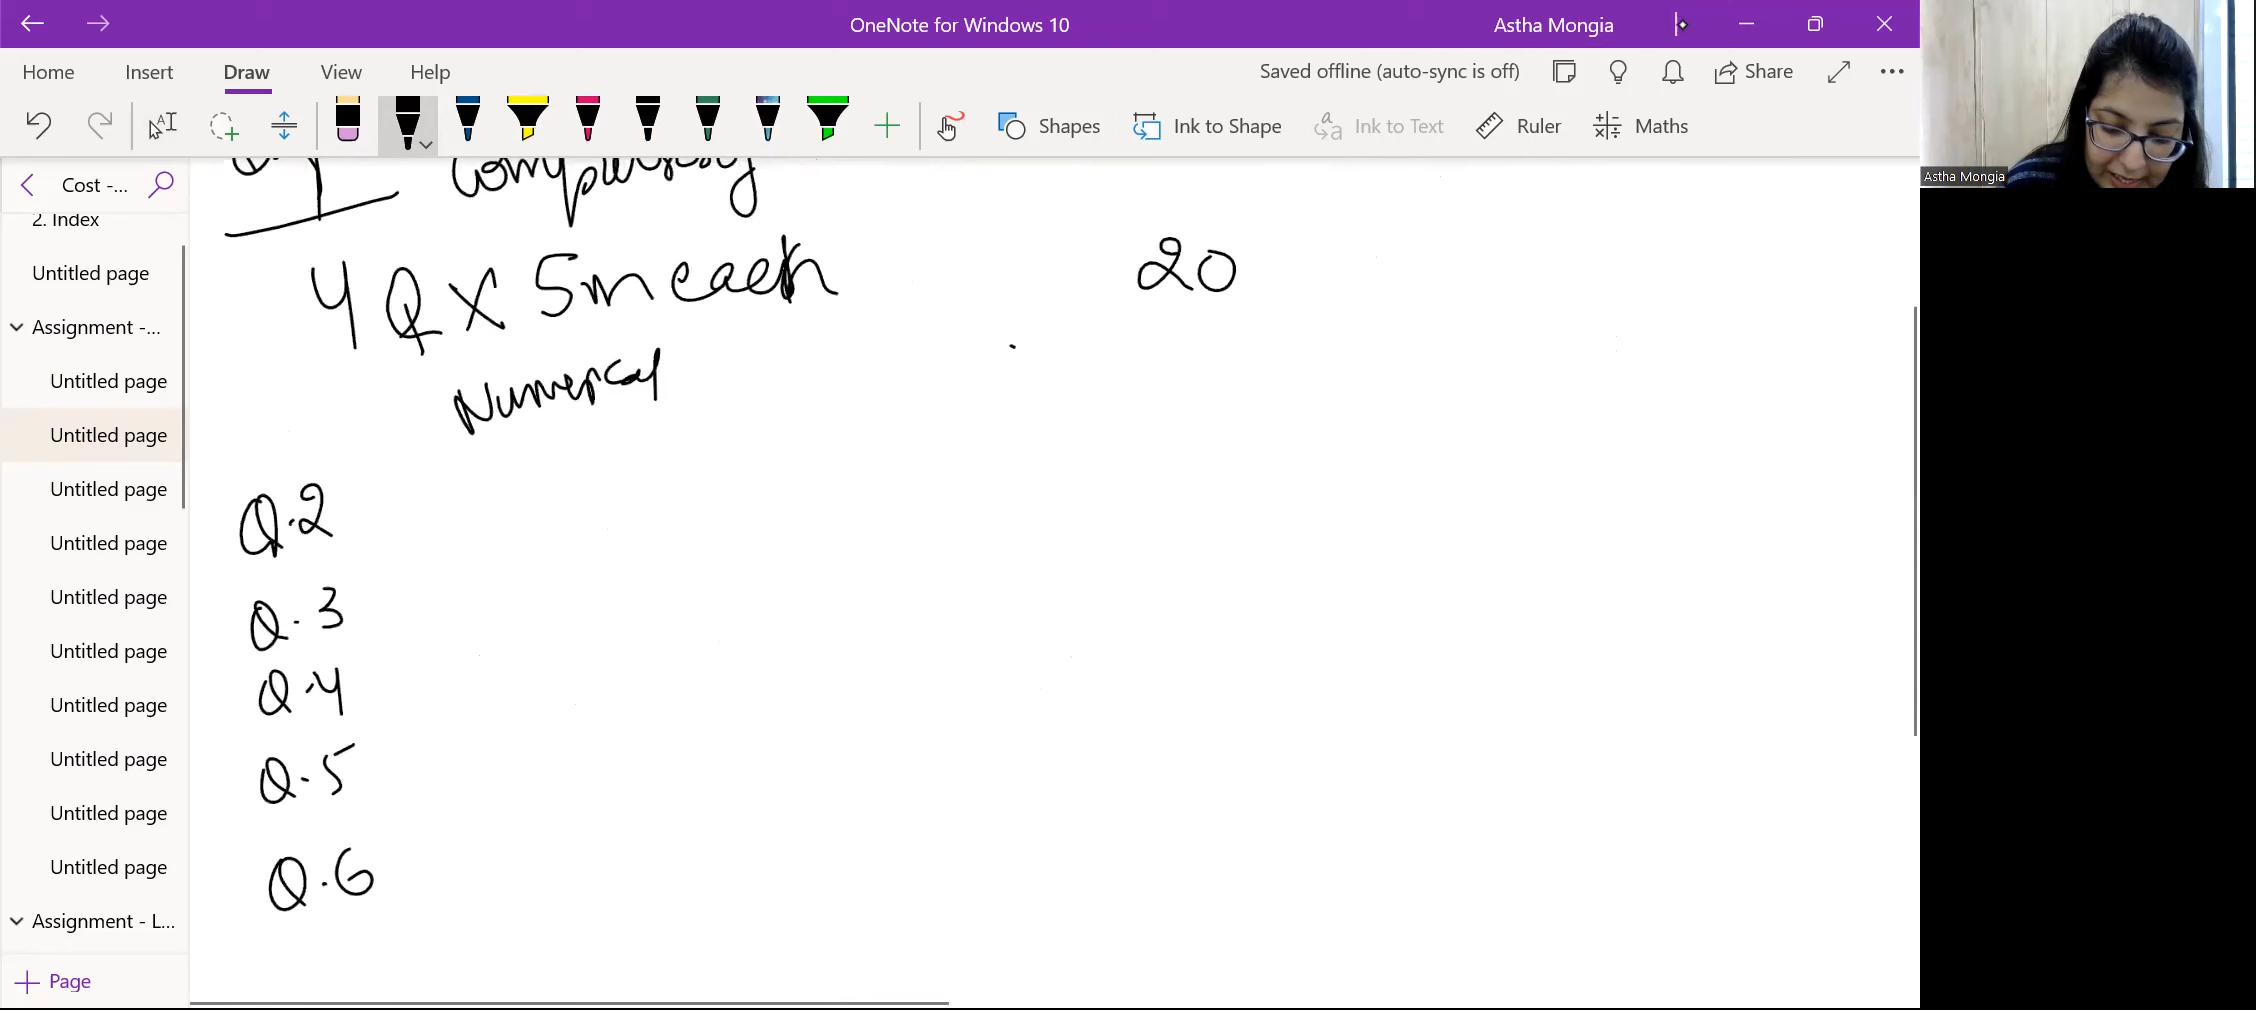 OneNote for Windows 10
Astha Mongia
Home Insert Draw View Help
Saved offline (auto-sync is off) Share
Shapes Ink to Shape Ink to Text Ruler Maths
Astha Mongia
Cost -...
2. Index
Untitled page
Assignment -...
Untitled page
Untitled page
Untitled page
Untitled page
Untitled page
Untitled page
Untitled page
Untitled page
Untitled page
Untitled page
Assignment - L...
Page
Compulsory
4 Q X 5m each 20
Numerical
Q.2
Q.3
Q.4
Q.5
Q.6